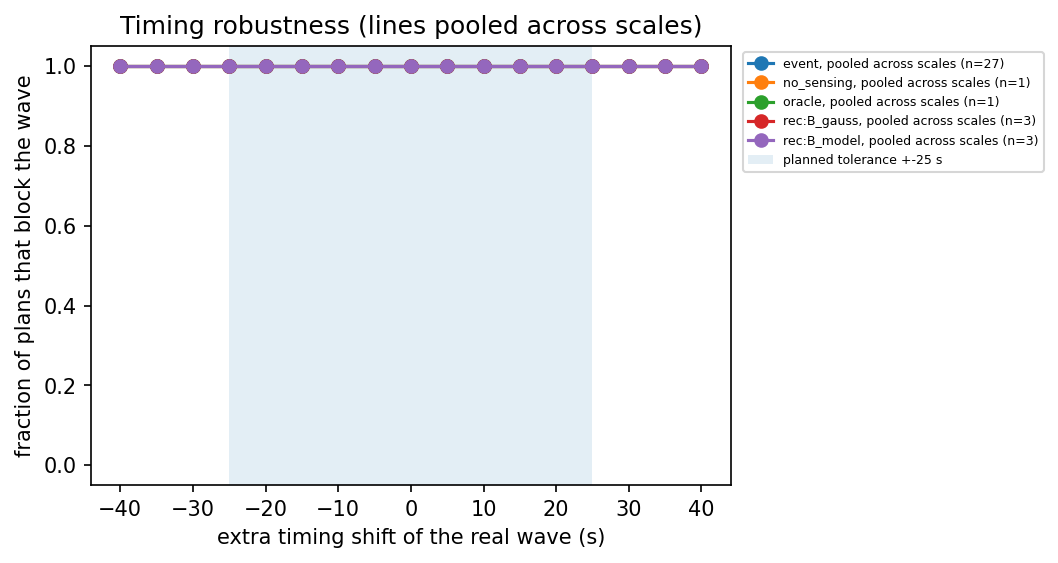 Timing robustness (lines pooled across scales)
fraction of plans that block the wave
1.0
0.8
0.6
0.4
0.2
0.0
−40
−30
−20
−10
0
10
20
30
40
extra timing shift of the real wave (s)
event, pooled across scales (n=27)
no_sensing, pooled across scales (n=1)
oracle, pooled across scales (n=1)
rec:B_gauss, pooled across scales (n=3)
rec:B_model, pooled across scales (n=3)
planned tolerance +-25 s